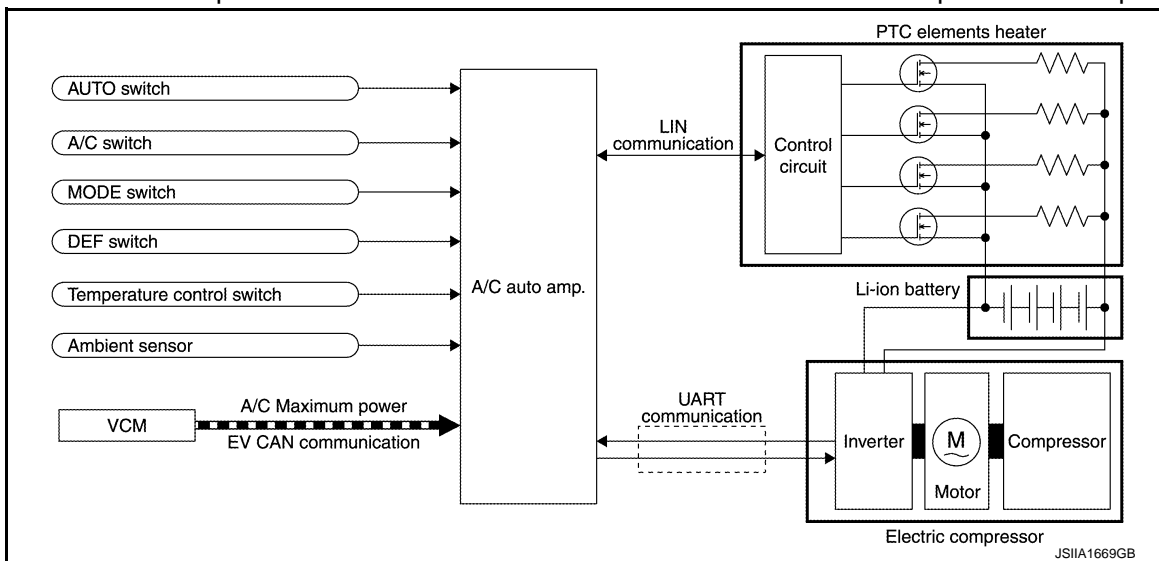 PTC elements heater
AUTO switch
A/C switch
MODE switch
DEF switch
Temperature control switch
Ambient sensor
VCM
A/C Maximum power
EV CAN communication
A/C auto amp.
LIN
communication
Control
circuit
Li-ion battery
UART
communication
Inverter
M
Motor
Compressor
Electric compressor
JSIIA1669GB